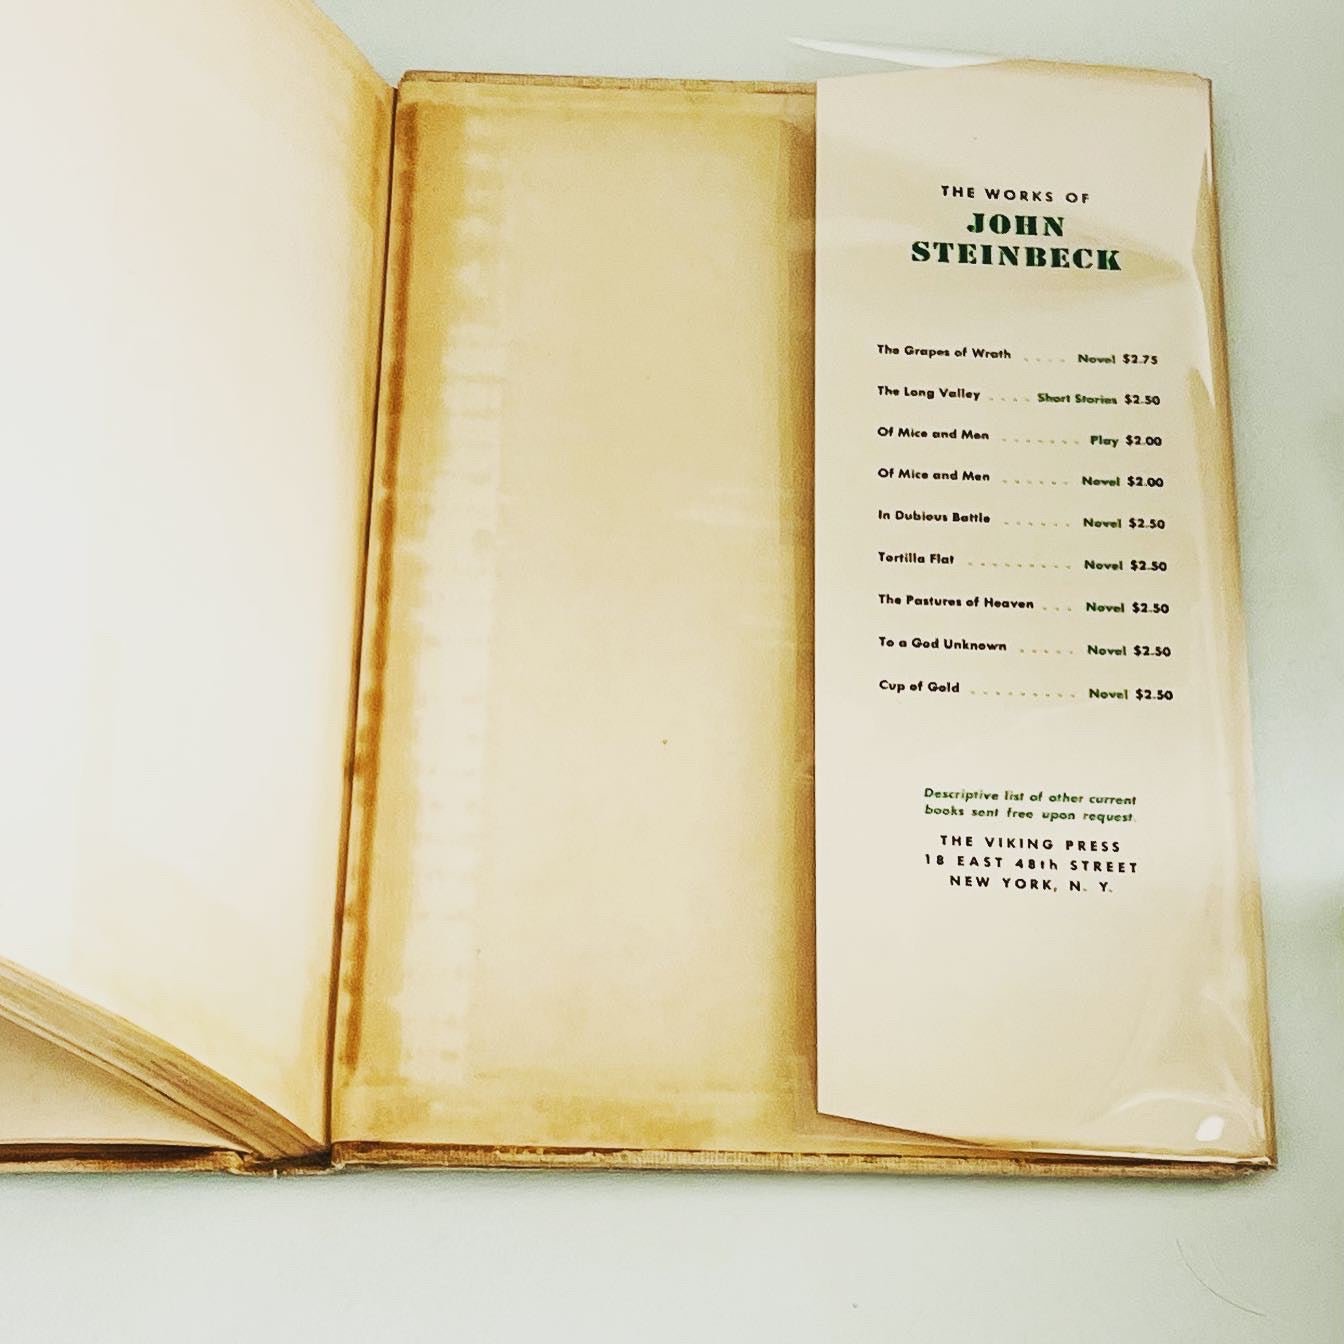 THE WORKS OF
JOHN
STEINBECK
The Grapes of Wrath . . . . Novel $2.75
The Long Valley . . . . Short Stories $2.50
Of Mice and Men . . . . . . . Play $2.00
Of Mice and Men . . . . . . Novel $2.00
In Dubious Battle . . . . . . Novel $2.50
Tortilla Flat . . . . . . . . . Novel $2.50
The Pastures of Heaven . . . Novel $2.50
To a God Unknown . . . . . Novel $2.50
Cup of Gold . . . . . . . . . Novel $2.50
Descriptive list of other current
books sent free upon request.
THE VIKING PRESS
18 EAST 48th STREET
NEW YORK, N. Y.